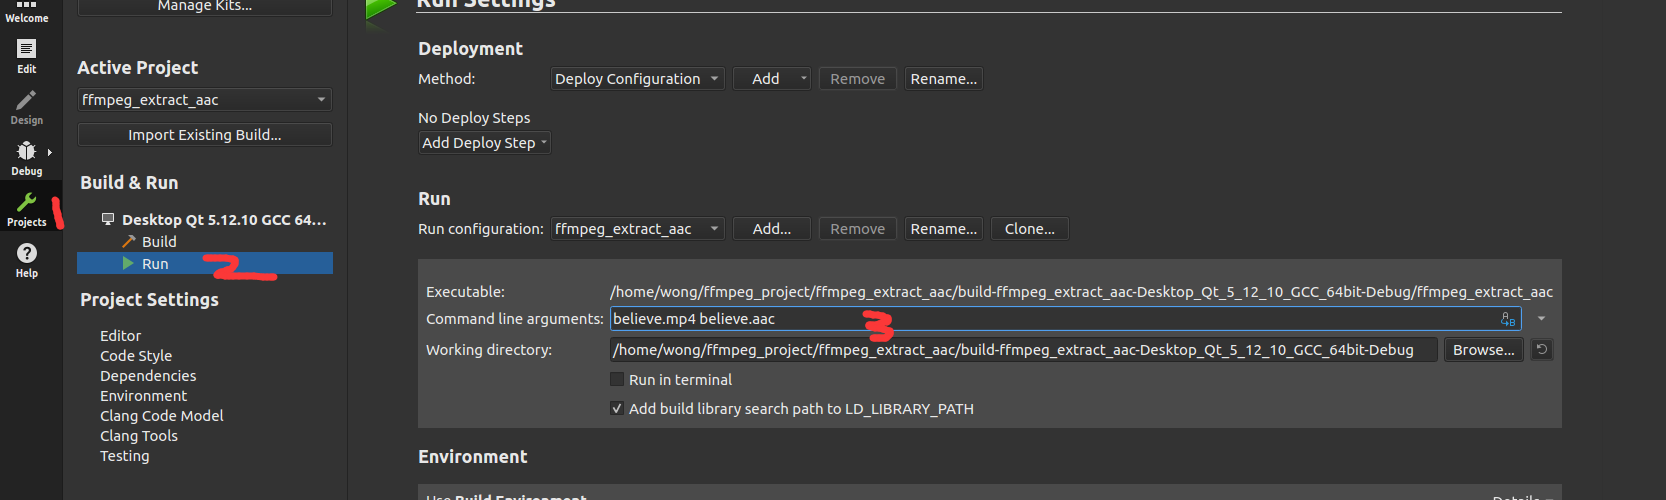 Welcome
Edit
Design
Debug
Projects
Help
Manage Kits...
Active Project
ffmpeg_extract_aac
Import Existing Build...
Build & Run
Desktop Qt 5.12.10 GCC 64...
Build
Run
Project Settings
Editor
Code Style
Dependencies
Environment
Clang Code Model
Clang Tools
Testing
1
2
Run Settings
Deployment
Method: Deploy Configuration Add Remove Rename...
No Deploy Steps
Add Deploy Step
Run
Run configuration: ffmpeg_extract_aac Add... Remove Rename... Clone...
Executable: /home/wong/ffmpeg_project/ffmpeg_extract_aac/build-ffmpeg_extract_aac-Desktop_Qt_5_12_10_GCC_64bit-Debug/ffmpeg_extract_aac
Command line arguments: believe.mp4 believe.aac 3
Working directory: /home/wong/ffmpeg_project/ffmpeg_extract_aac/build-ffmpeg_extract_aac-Desktop_Qt_5_12_10_GCC_64bit-Debug Browse...
Run in terminal
Add build library search path to LD_LIBRARY_PATH
Environment
Use Build Environment Details